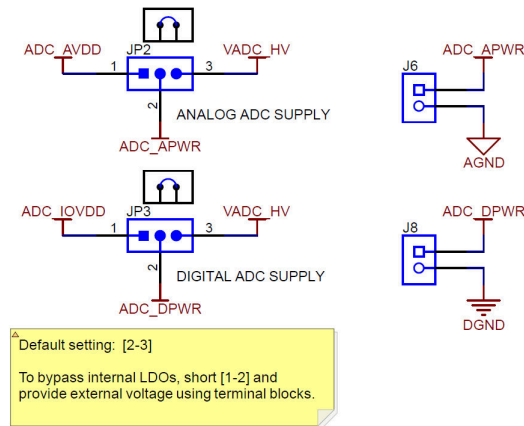 ADC_AVDD
JP2
VADC_HV
1
3
2
ANALOG ADC SUPPLY
ADC_APWR
ADC_APWR
J6
AGND
ADC_IOVDD
JP3
VADC_HV
1
3
2
DIGITAL ADC SUPPLY
ADC_DPWR
ADC_DPWR
J8
DGND
Default setting: [2-3]
To bypass internal LDOs, short [1-2] and
provide external voltage using terminal blocks.